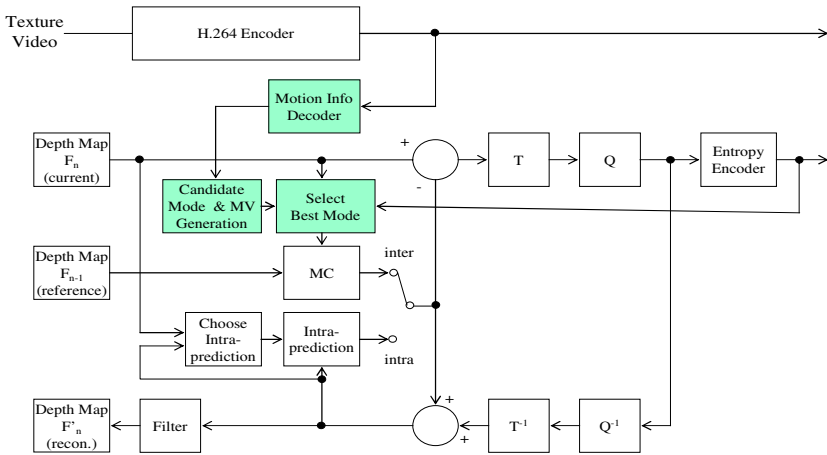 Texture
Video
H.264 Encoder
Motion Info
Decoder
Depth Map
Fn
(current)
+
-
T
Q
Entropy
Encoder
Candidate
Mode & MV
Generation
Select
Best Mode
Depth Map
Fn-1
(reference)
MC
inter
Choose
Intra-
prediction
Intra-
prediction
intra
Depth Map
F'n
(recon.)
Filter
+
+
T-1
Q-1